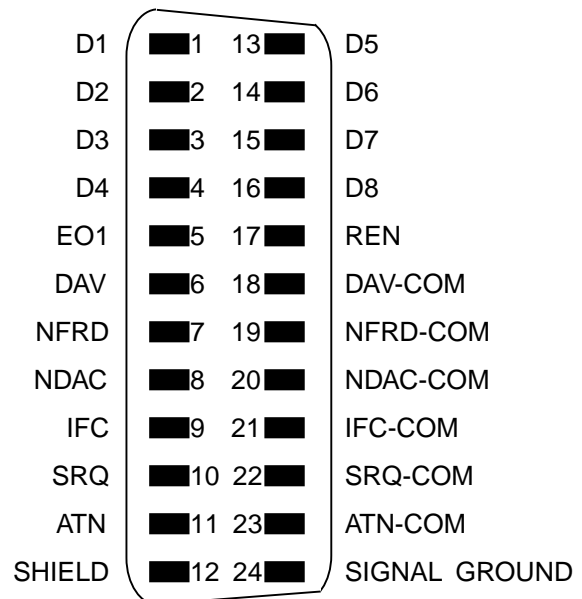 D1 1 13 D5
D2 2 14 D6
D3 3 15 D7
D4 4 16 D8
EO1 5 17 REN
DAV 6 18 DAV-COM
NFRD 7 19 NFRD-COM
NDAC 8 20 NDAC-COM
IFC 9 21 IFC-COM
SRQ 10 22 SRQ-COM
ATN 11 23 ATN-COM
SHIELD 12 24 SIGNAL GROUND